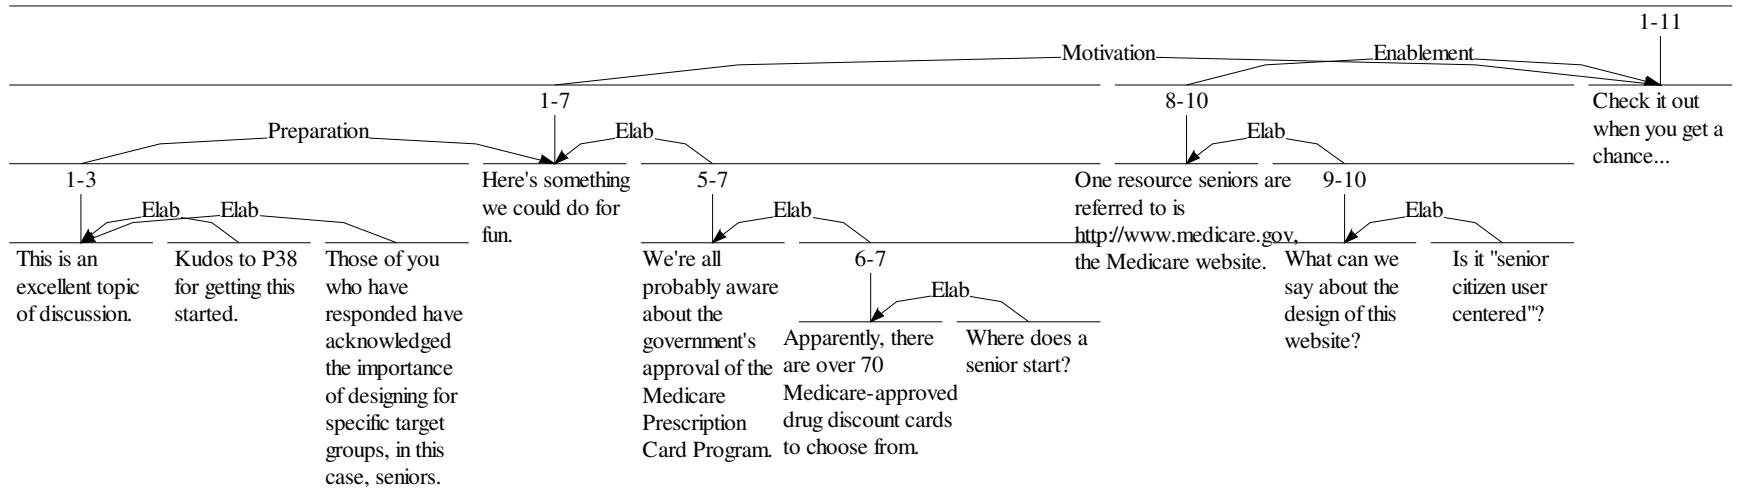 1-11
Motivation
Enablement
1-7
8-10
Check it out
when you get a
chance...
Preparation
Elab
Elab
1-3
Here's something
we could do for
fun.
5-7
One resource seniors are
referred to is
http://www.medicare.gov,
the Medicare website.
9-10
Elab
Elab
Elab
Elab
This is an
excellent topic
of discussion.
Kudos to P38
for getting this
started.
Those of you
who have
responded have
acknowledged
the importance
of designing for
specific target
groups, in this
case, seniors.
We're all
probably aware
about the
government's
approval of the
Medicare
Prescription
Card Program.
6-7
Elab
Apparently, there
are over 70
Medicare-approved
drug discount cards
to choose from.
Where does a
senior start?
What can we
say about the
design of this
website?
Is it "senior
citizen user
centered"?